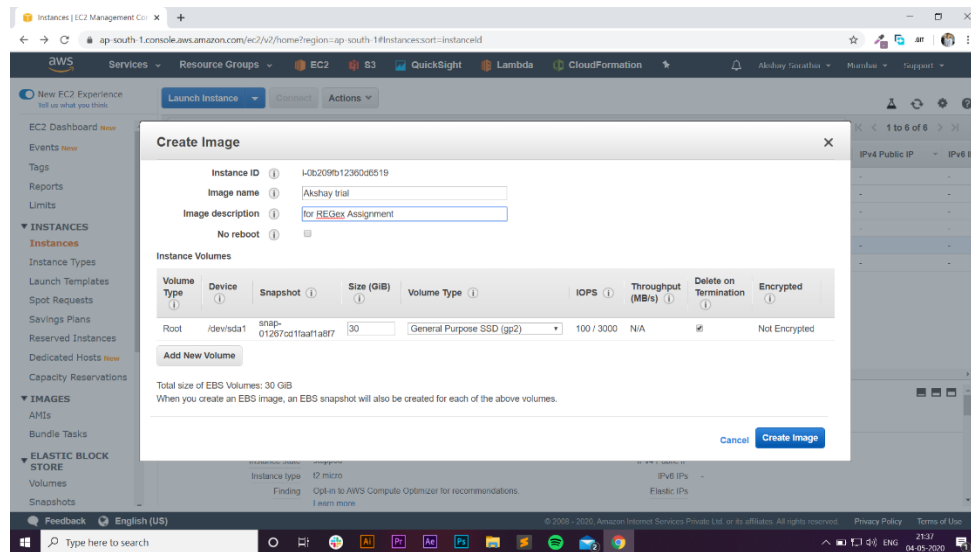 Instances | EC2 Management Con
ap-south-1.console.aws.amazon.com/ec2/v2/home?region=ap-south-1#Instances:sort=instanceId
aws Services Resource Groups EC2 S3 QuickSight Lambda CloudFormation Akshay Sarathia Mumbai Support
New EC2 Experience
Tell us what you think
Launch Instance Connect Actions
EC2 Dashboard New
Events New
Tags
Reports
Limits
INSTANCES
Instances
Instance Types
Launch Templates
Spot Requests
Savings Plans
Reserved Instances
Dedicated Hosts New
Capacity Reservations
IMAGES
AMIs
Bundle Tasks
ELASTIC BLOCK
STORE
Volumes
Snapshots
1 to 6 of 6
IPv4 Public IP IPv6 I
Create Image
Instance ID i-0b209fb12360d6519
Image name Akshay trial
Image description for REGex Assignment
No reboot
Instance Volumes
Volume Type Device Snapshot Size (GiB) Volume Type IOPS Throughput (MB/s) Delete on Termination Encrypted
Root /dev/sda1 snap-01267cd1faaf1a8f7 30 General Purpose SSD (gp2) 100 / 3000 N/A Not Encrypted
Add New Volume
Total size of EBS Volumes: 30 GiB
When you create an EBS image, an EBS snapshot will also be created for each of the above volumes.
Cancel Create Image
Instance type t2 micro IPv6 IPs -
Finding Opt-in to AWS Compute Optimizer for recommendations. Elastic IPs
Learn more
Feedback English (US) © 2008 - 2020, Amazon Internet Services Private Ltd. or its affiliates. All rights reserved. Privacy Policy Terms of Use
Type here to search Ai Pr Ae Ps ENG 21:37
04-05-2020